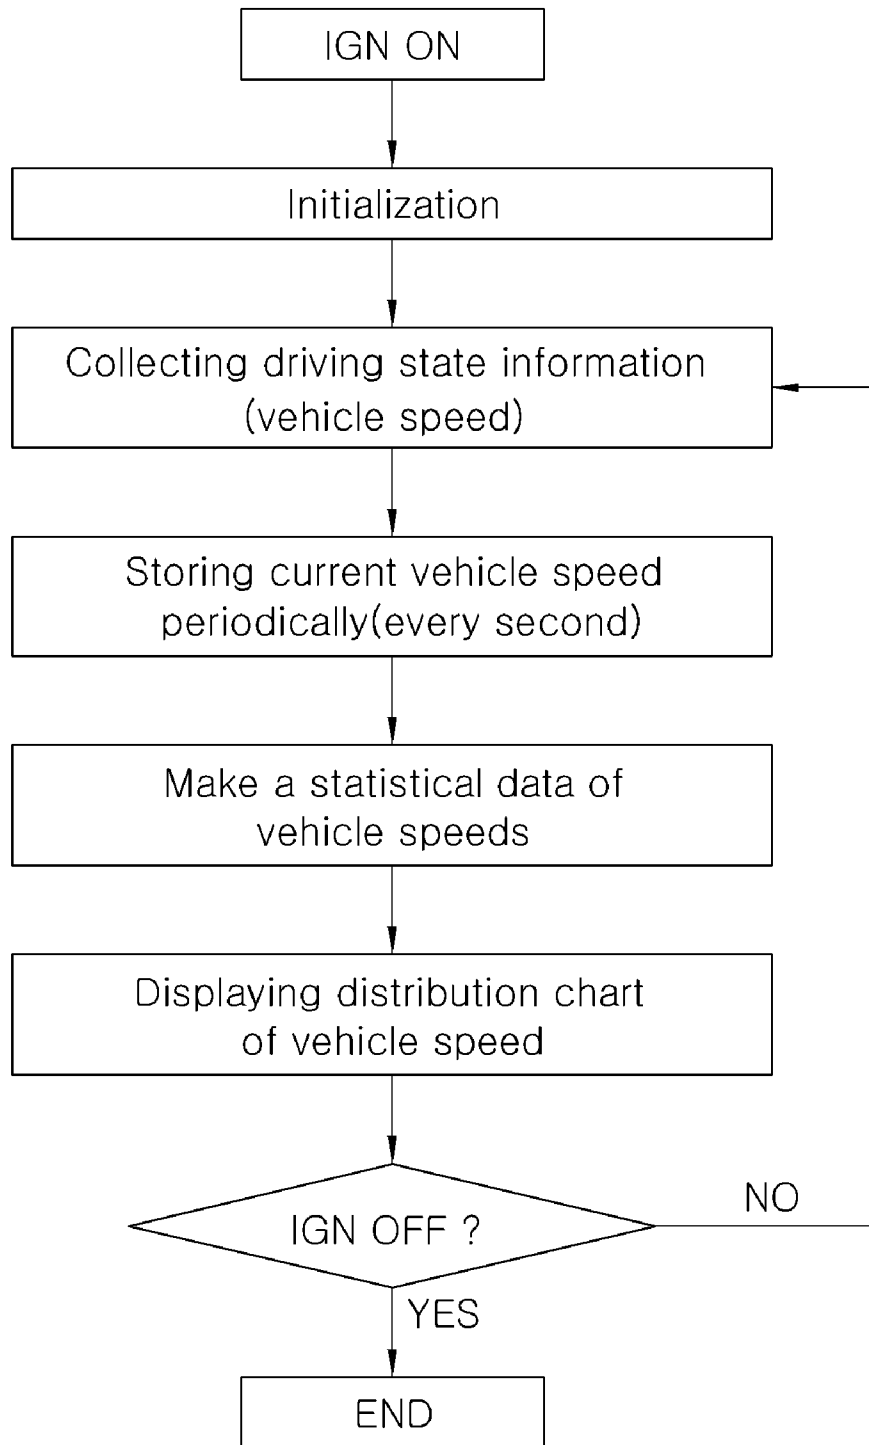 IGN ON
Initialization
Collecting driving state information
(vehicle speed)
Storing current vehicle speed
periodically(every second)
Make a statistical data of
vehicle speeds
Displaying distribution chart
of vehicle speed
IGN OFF ?
NO
YES
END